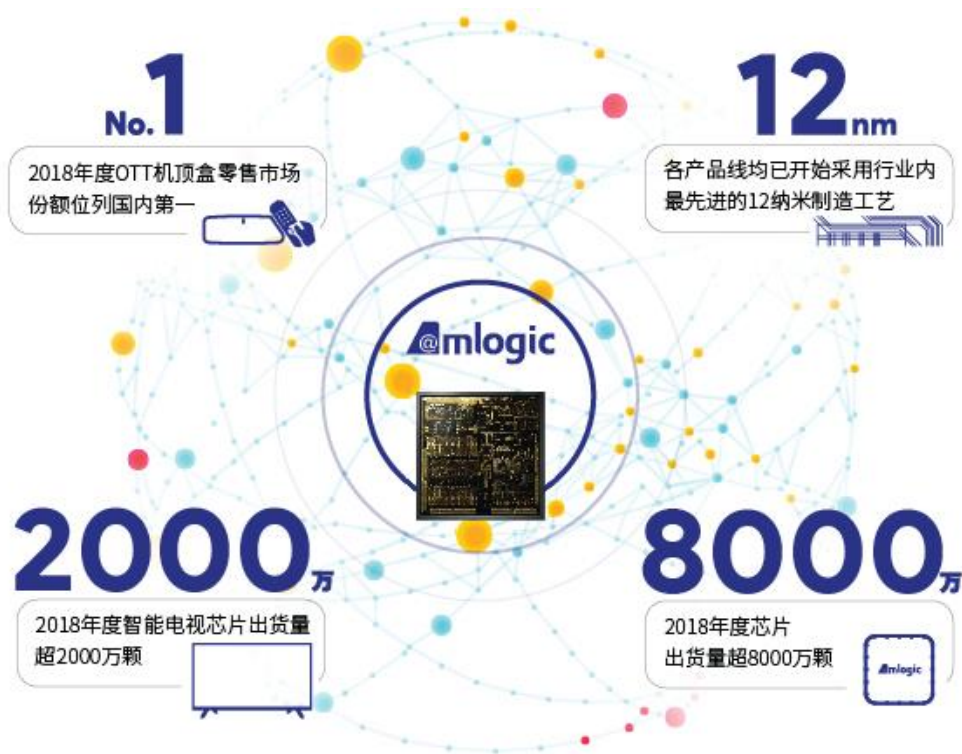 No.1
2018年度OTT机顶盒零售市场
份额位列国内第一
12nm
各产品线均已开始采用行业内
最先进的12纳米制造工艺
@mlogic
2000万
2018年度智能电视芯片出货量
超2000万颗
8000万
2018年度芯片
出货量超8000万颗
Amlogic